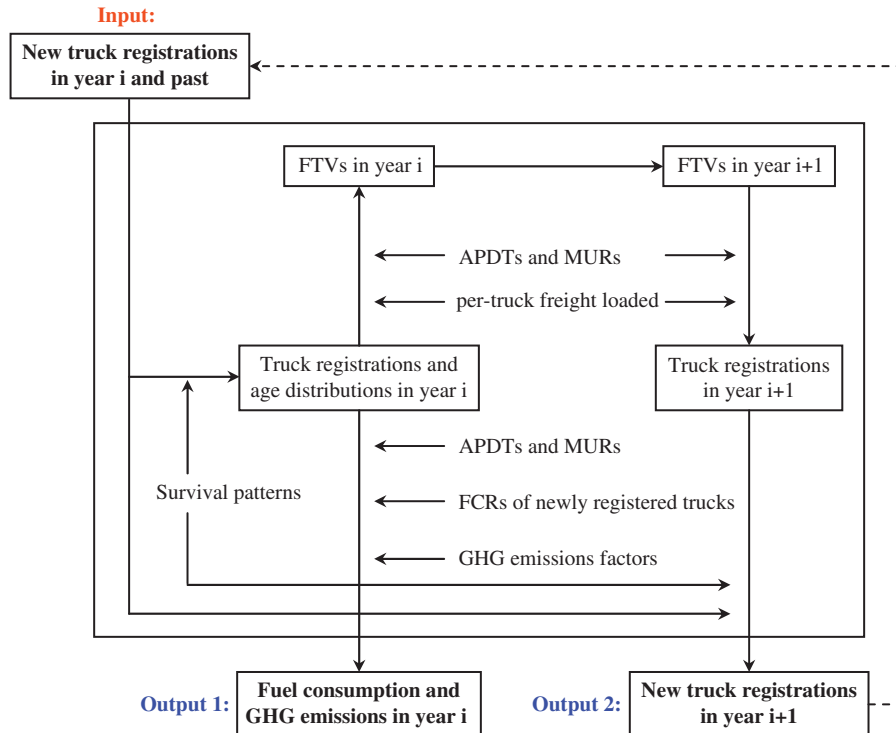 Input:
New truck registrations
in year i and past
FTVs in year i
FTVs in year i+1
APDTs and MURs
per-truck freight loaded
Truck registrations and
age distributions in year i
Truck registrations
in year i+1
APDTs and MURs
Survival patterns
FCRs of newly registered trucks
GHG emissions factors
Output 1:
Fuel consumption and
GHG emissions in year i
Output 2:
New truck registrations
in year i+1